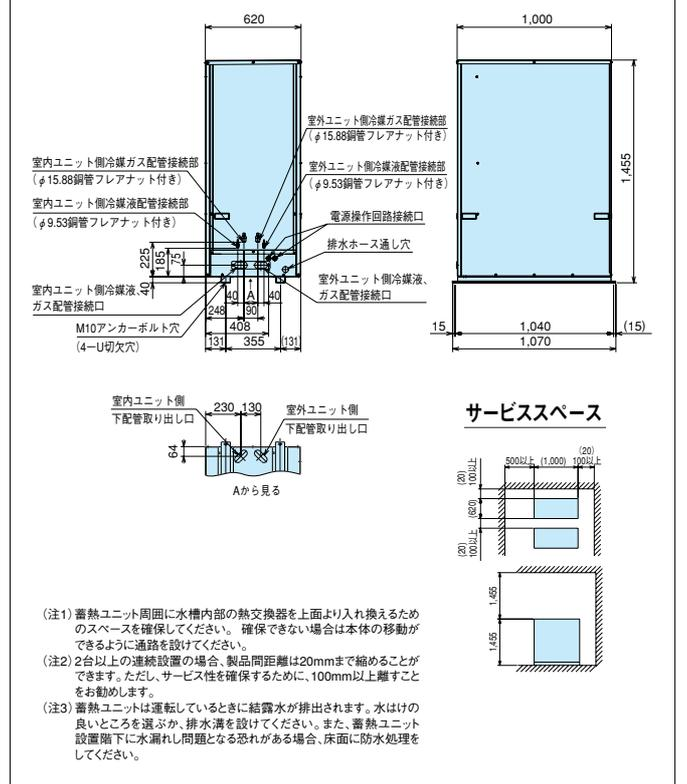 620
1,000
室外ユニット側冷媒ガス配管接続部
(φ15.88銅管フレアナット付き)
室内ユニット側冷媒ガス配管接続部
(φ15.88銅管フレアナット付き)
室外ユニット側冷媒液配管接続部
(φ9.53銅管フレアナット付き)
1,455
室内ユニット側冷媒液配管接続部
(φ9.53銅管フレアナット付き)
電源操作回路接続口
排水ホース通し穴
225
185
75
40
室内ユニット側冷媒液、
ガス配管接続口
室外ユニット側冷媒液、
ガス配管接続口
40
A
40
248
90
M10アンカーボルト穴
(4−U切欠穴)
408
131
355
(131)
15
1,040
(15)
1,070
室内ユニット側
下配管取り出し口
230
130
室外ユニット側
下配管取り出し口
64
Aから見る
サービススペース
500以上
(1,000)
(20)
100以上
(20)
100以上
(620)
(20)
100以上
1,455
1,455
(注1) 蓄熱ユニット周囲に水槽内部の熱交換器を上面より入れ換えるため
のスペースを確保してください。 確保できない場合は本体の移動が
できるように通路を設けてください。
(注2) 2台以上の連続設置の場合、製品間距離は20mmまで縮めることが
できます。ただし、サービス性を確保するために、100mm以上離すこと
をお勧めします。
(注3) 蓄熱ユニットは運転しているときに結露水が排出されます。水はけの
良いところを選ぶか、排水溝を設けてください。また、蓄熱ユニット
設置階下に水漏れし問題となる恐れがある場合、床面に防水処理を
してください。